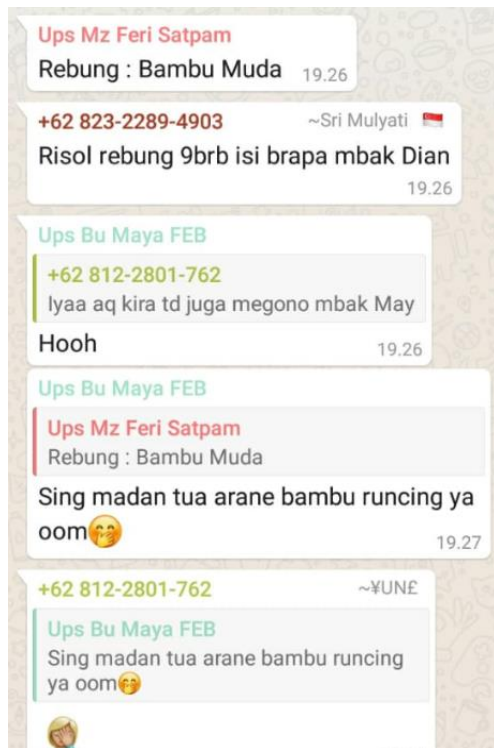 Ups Mz Feri Satpam
Rebung : Bambu Muda 19.26
+62 823-2289-4903 ~Sri Mulyati
Risol rebung 9brb isi brapa mbak Dian
19.26
Ups Bu Maya FEB
+62 812-2801-762
Iyaa aq kira td juga megono mbak May
Hooh 19.26
Ups Bu Maya FEB
Ups Mz Feri Satpam
Rebung : Bambu Muda
Sing madan tua arane bambu runcing ya
oom🤭
19.27
+62 812-2801-762 ~¥UN£
Ups Bu Maya FEB
Sing madan tua arane bambu runcing
ya oom🤭